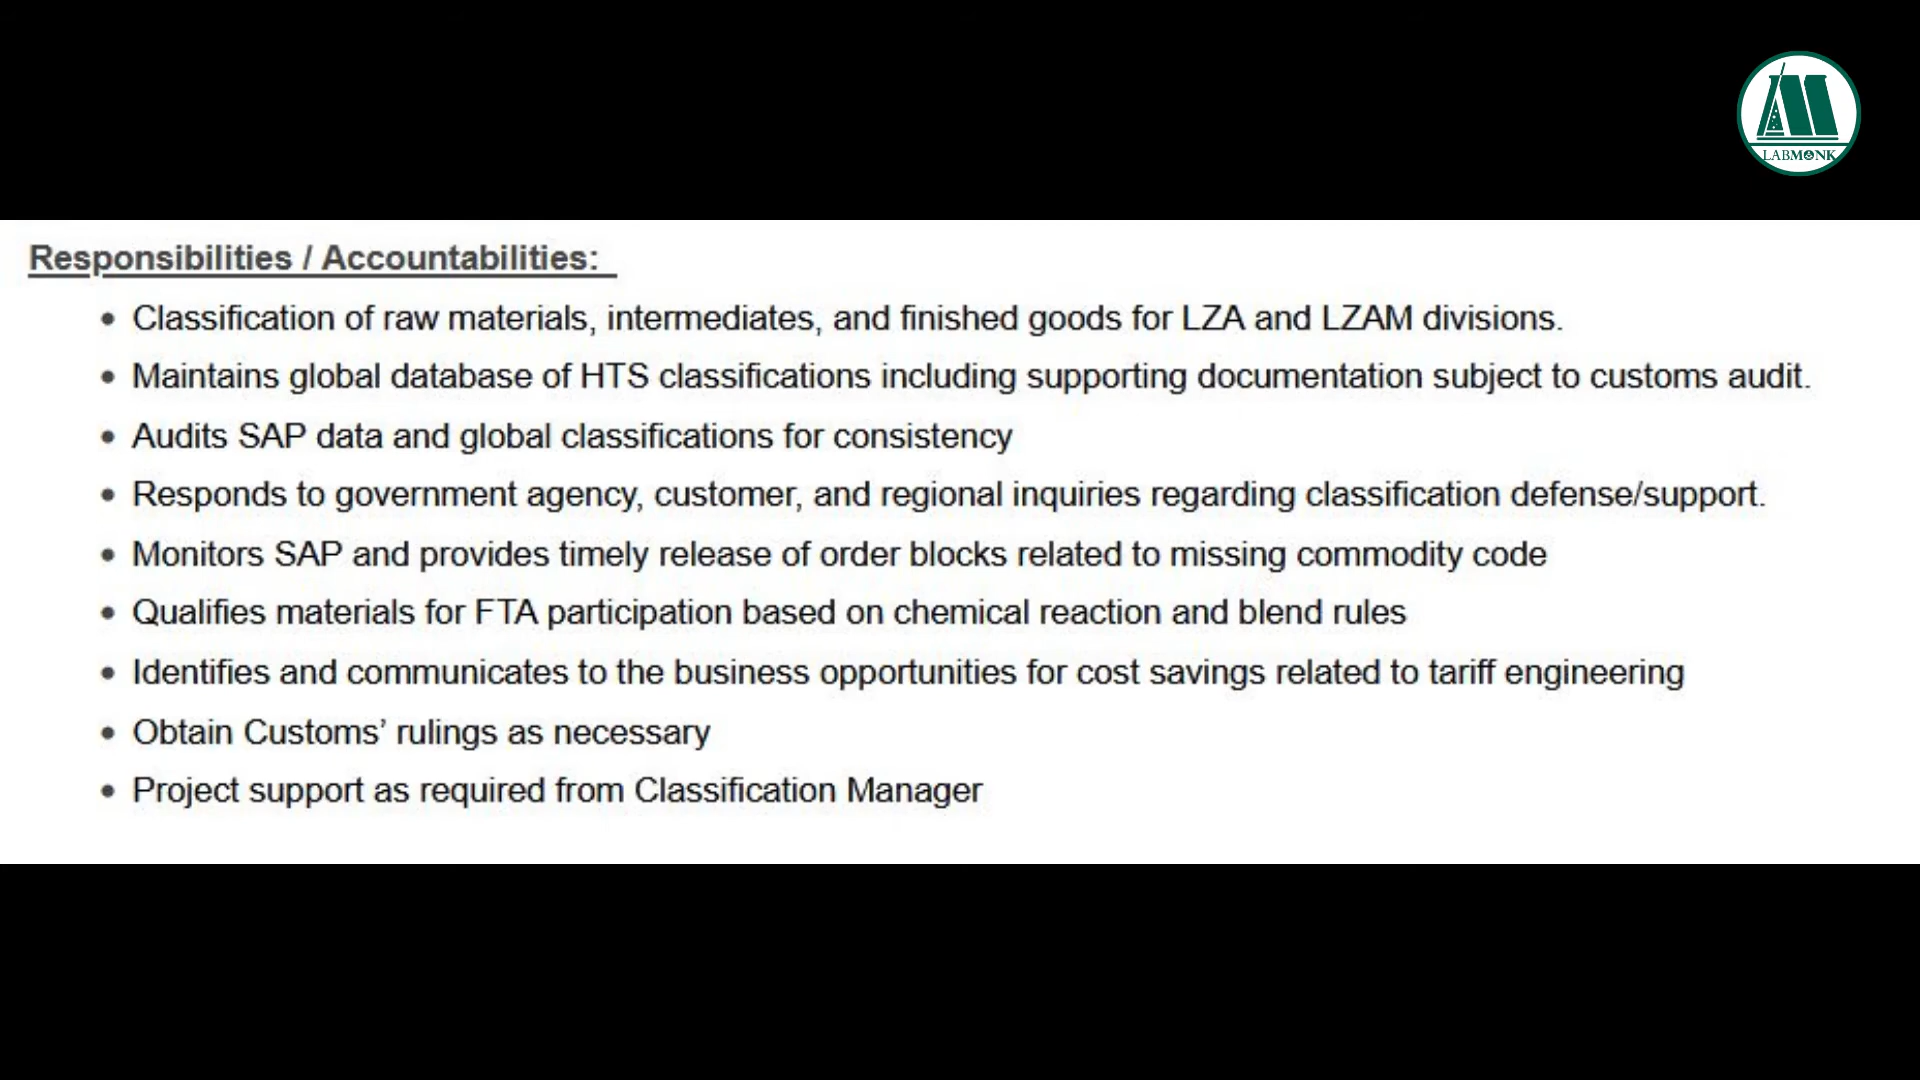 LABMONK
Responsibilities / Accountabilities:
• Classification of raw materials, intermediates, and finished goods for LZA and LZAM divisions.
• Maintains global database of HTS classifications including supporting documentation subject to customs audit.
• Audits SAP data and global classifications for consistency
• Responds to government agency, customer, and regional inquiries regarding classification defense/support.
• Monitors SAP and provides timely release of order blocks related to missing commodity code
• Qualifies materials for FTA participation based on chemical reaction and blend rules
• Identifies and communicates to the business opportunities for cost savings related to tariff engineering
• Obtain Customs’ rulings as necessary
• Project support as required from Classification Manager